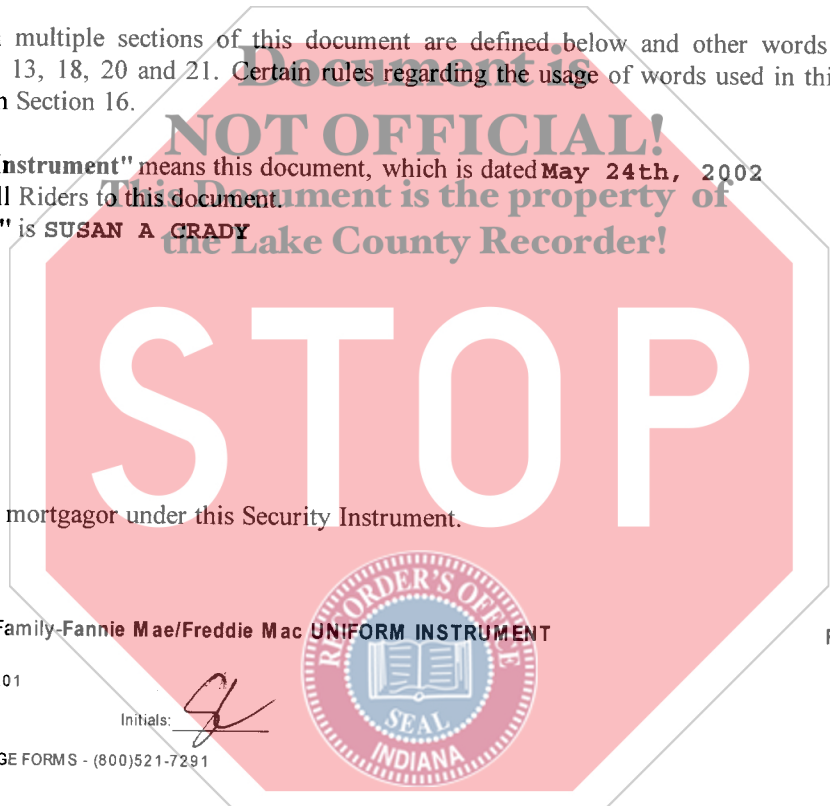 multiple sections of this document are defined below and other words
13, 18, 20 and 21. Certain rules regarding the usage of words used in thi
n Section 16.
Document is
NOT OFFICIAL!
This Document is the property of
the Lake County Recorder!
nstrument" means this document, which is dated May 24th, 2002
ll Riders to this document.
" is SUSAN A CRADY
STOP
mortgagor under this Security Instrument.
Family-Fannie Mae/Freddie Mac UNIFORM INSTRUMENT
01
Initials:
GE FORMS - (800)521-7291
RECORDER'S OFFICE
SEAL
INDIANA